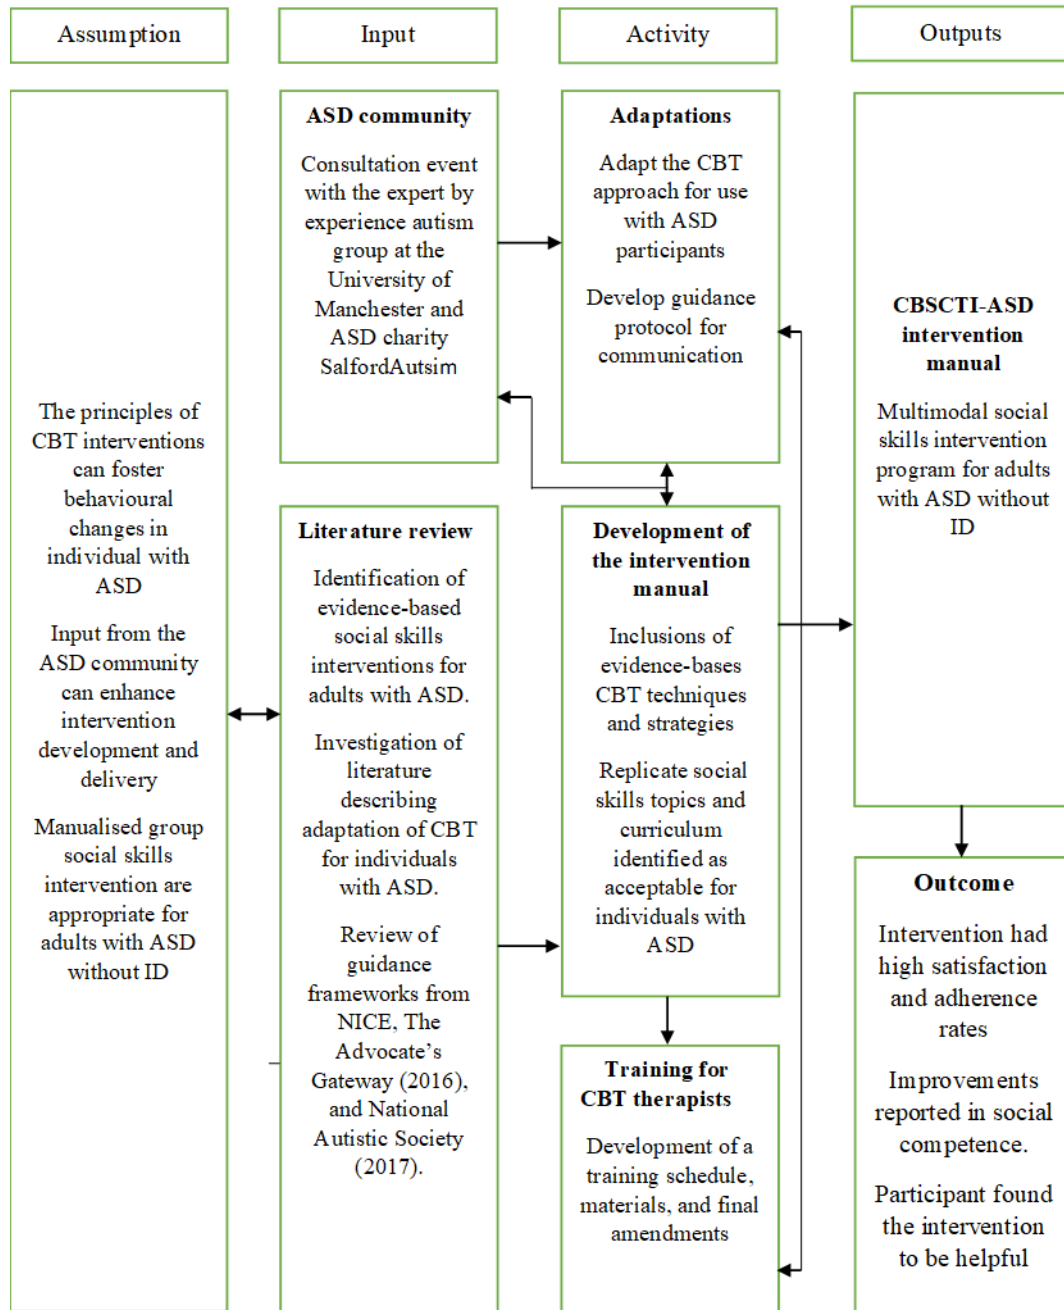 Assumption
Input
Activity
Outputs
The principles of
CBT interventions
can foster
behavioural
changes in
individual with
ASD
Input from the
ASD community
can enhance
intervention
development and
delivery
Manualised group
social skills
intervention are
appropriate for
adults with ASD
without ID
ASD community
Consultation event
with the expert by
experience autism
group at the
University of
Manchester and
ASD charity
SalfordAutsim
Literature review
Identification of
evidence-based
social skills
interventions for
adults with ASD.
Investigation of
literature
describing
adaptation of CBT
for individuals
with ASD.
Review of
guidance
frameworks from
NICE, The
Advocate's
Gateway (2016),
and National
Autistic Society
(2017).
Adaptations
Adapt the CBT
approach for use
with ASD
participants
Develop guidance
protocol for
communication
Development of
the intervention
manual
Inclusions of
evidence-bases
CBT techniques
and strategies
Replicate social
skills topics and
curriculum
identified as
acceptable for
individuals with
ASD
Training for
CBT therapists
Development of a
training schedule,
materials, and final
amendments
CBSCTI-ASD
intervention
manual
Multimodal social
skills intervention
program for adults
with ASD without
ID
Outcome
Intervention had
high satisfaction
and adherence
rates
Improvements
reported in social
competence.
Participant found
the intervention
to be helpful